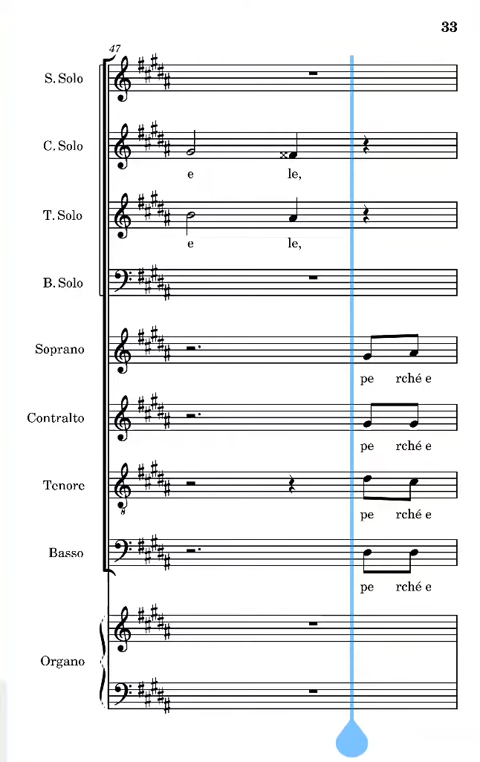 33
47
S. Solo
C. Solo
e le,
T. Solo
e le,
B. Solo
Soprano
pe rché e
Contralto
pe rché e
Tenore
8
pe rché e
Basso
pe rché e
Organo